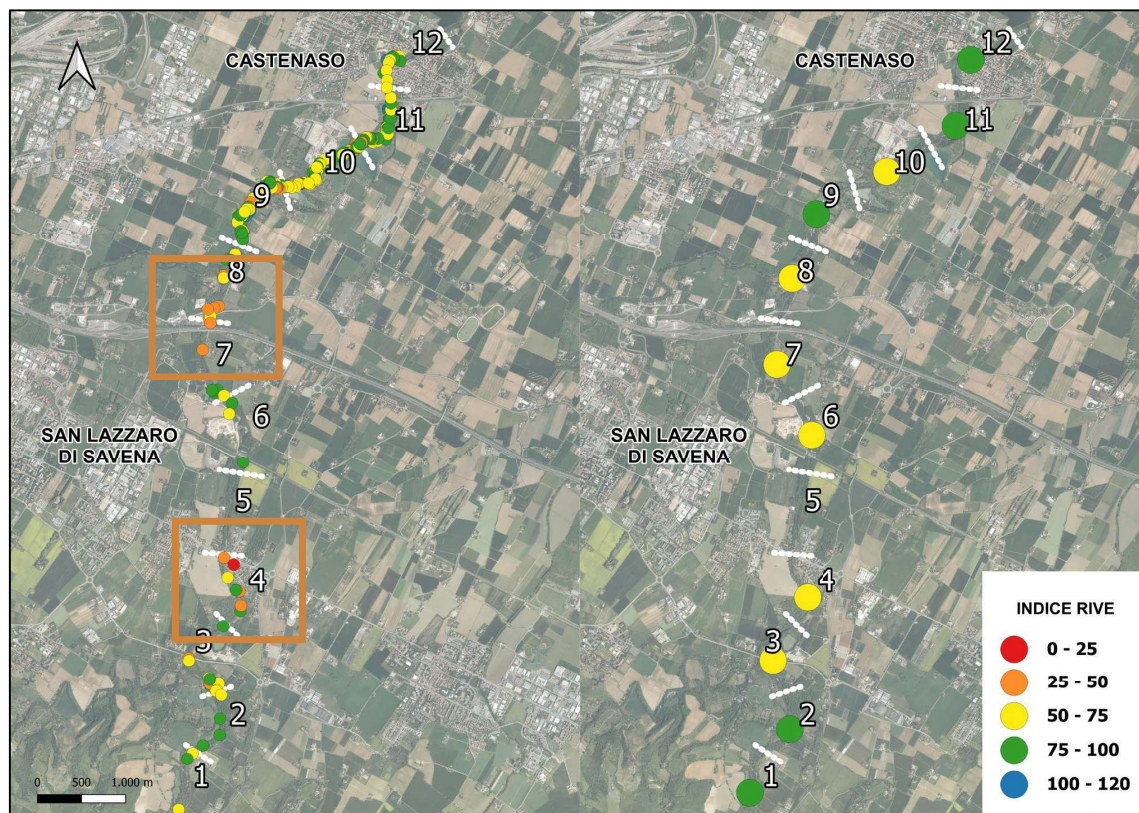 CASTENASO
12
11
10
9
8
7
6
SAN LAZZARO
DI SAVENA
5
4
3
2
1
0 500 1.000 m
CASTENASO
12
11
10
9
8
7
6
SAN LAZZARO
DI SAVENA
5
4
3
2
1
INDICE RIVE
0 - 25
25 - 50
50 - 75
75 - 100
100 - 120